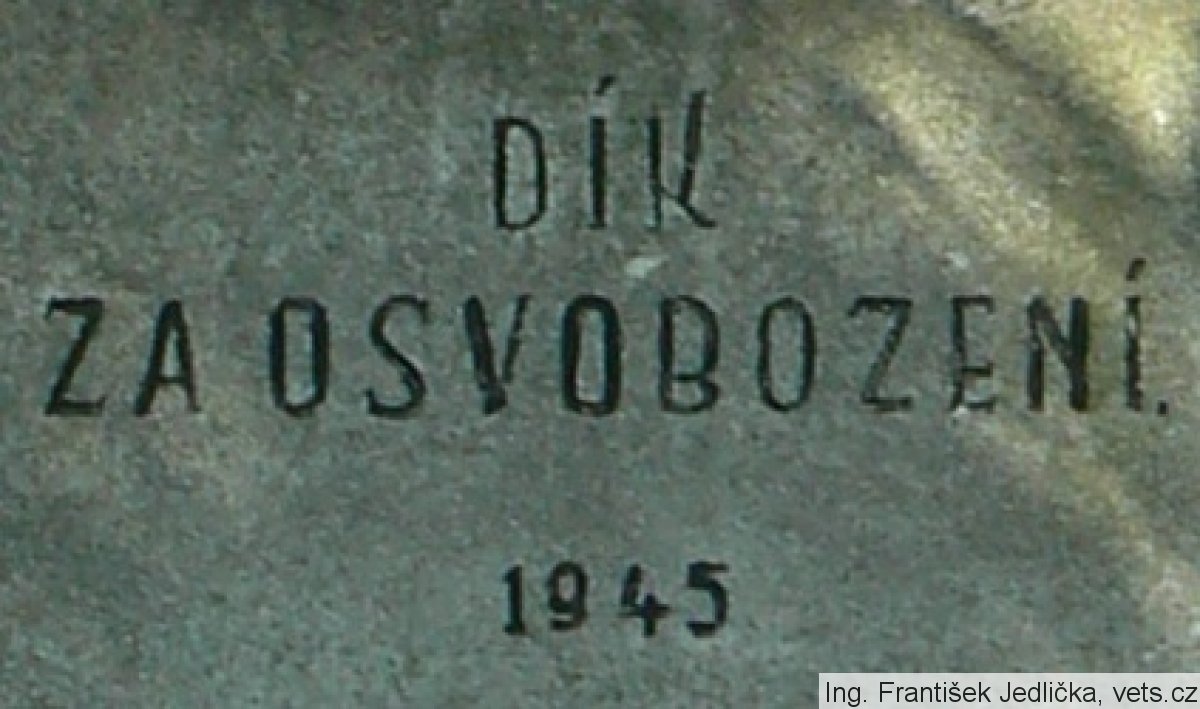 DÍK
ZA OSVOBOZENÍ.
1945
Ing. František Jedlička, vets.cz